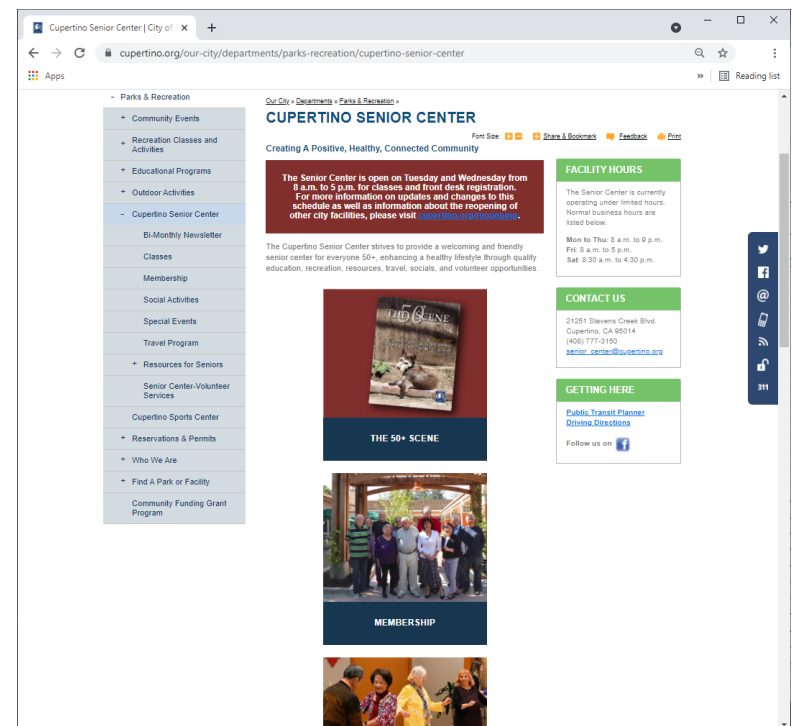 Cupertino Senior Center | City of
cupertino.org/our-city/departments/parks-recreation/cupertino-senior-center
Apps
»
Reading list
- Parks & Recreation
+ Community Events
+ Recreation Classes and
Activities
+ Educational Programs
+ Outdoor Activities
- Cupertino Senior Center
Bi-Monthly Newsletter
Classes
Membership
Social Activities
Special Events
Travel Program
+ Resources for Seniors
Senior Center-Volunteer
Services
Cupertino Sports Center
+ Reservations & Permits
+ Who We Are
+ Find A Park or Facility
Community Funding Grant
Program
Our City » Departments » Parks & Recreation »
CUPERTINO SENIOR CENTER
Font Size: + - Share & Bookmark Feedback Print
Creating A Positive, Healthy, Connected Community
The Senior Center is open on Tuesday and Wednesday from
8 a.m. to 5 p.m. for classes and front desk registration.
For more information on updates and changes to this
schedule as well as information about the reopening of
other city facilities, please visit cupertino.org/reopening.
The Cupertino Senior Center strives to provide a welcoming and friendly
senior center for everyone 50+, enhancing a healthy lifestyle through quality
education, recreation, resources, travel, socials, and volunteer opportunities.
THE 50+ SCENE
THE 50+ SCENE
MEMBERSHIP
FACILITY HOURS
The Senior Center is currently
operating under limited hours.
Normal business hours are
listed below.
Mon to Thu: 8 a.m. to 9 p.m.
Fri: 8 a.m. to 5 p.m.
Sat: 8:30 a.m. to 4:30 p.m.
CONTACT US
21251 Stevens Creek Blvd.
Cupertino, CA 95014
(408) 777-3150
senior_center@cupertino.org
GETTING HERE
Public Transit Planner
Driving Directions
Follow us on
311